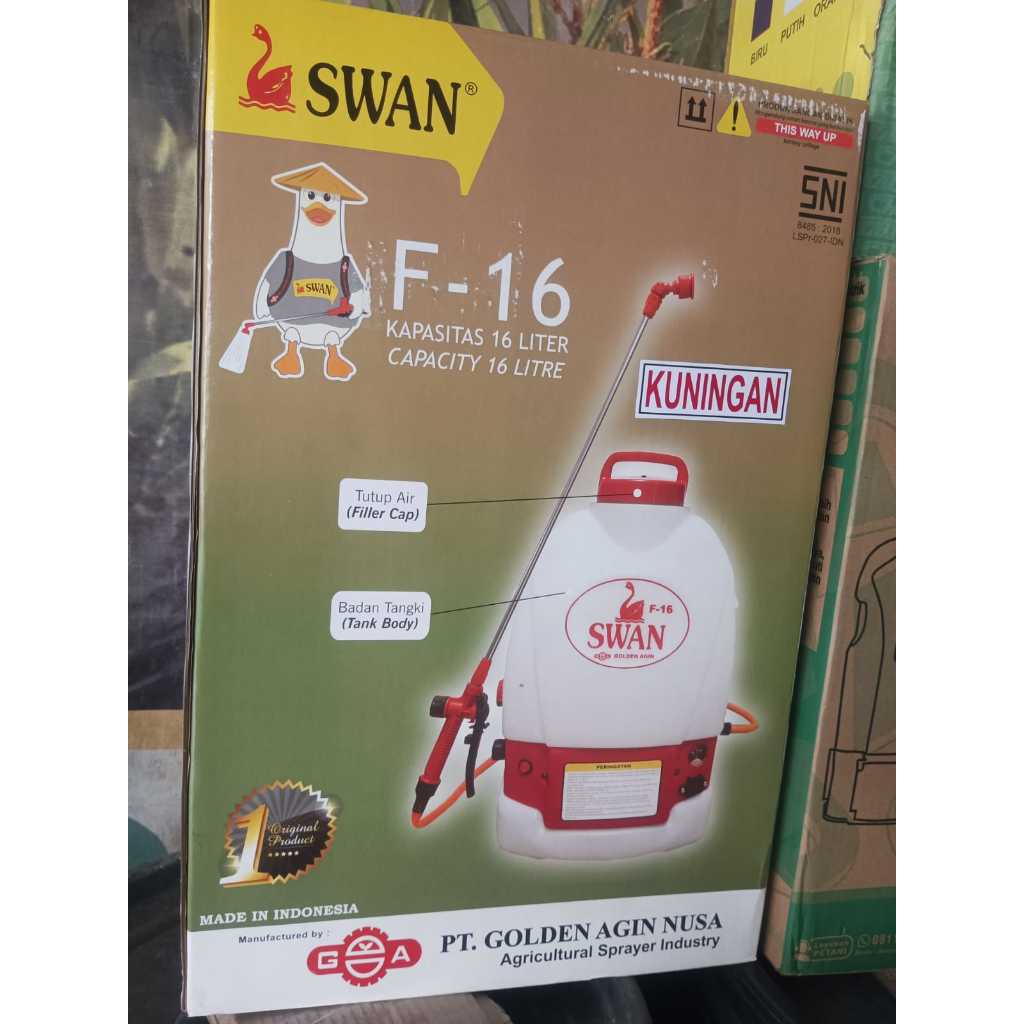 SWAN®
THIS WAY UP
SNI
8485 : 2018
LSPr-027-IDN
SWAN
F-16
KAPASITAS 16 LITER
CAPACITY 16 LITRE
KUNINGAN
Tutup Air
(Filler Cap)
Badan Tangki
(Tank Body)
F-16
SWAN
GOLDEN AGIN
PERINGATAN
1 Original
Product
MADE IN INDONESIA
Manufactured by :
G A
PT. GOLDEN AGIN NUSA
Agricultural Sprayer Industry
BIRU PUTIH
PETANI